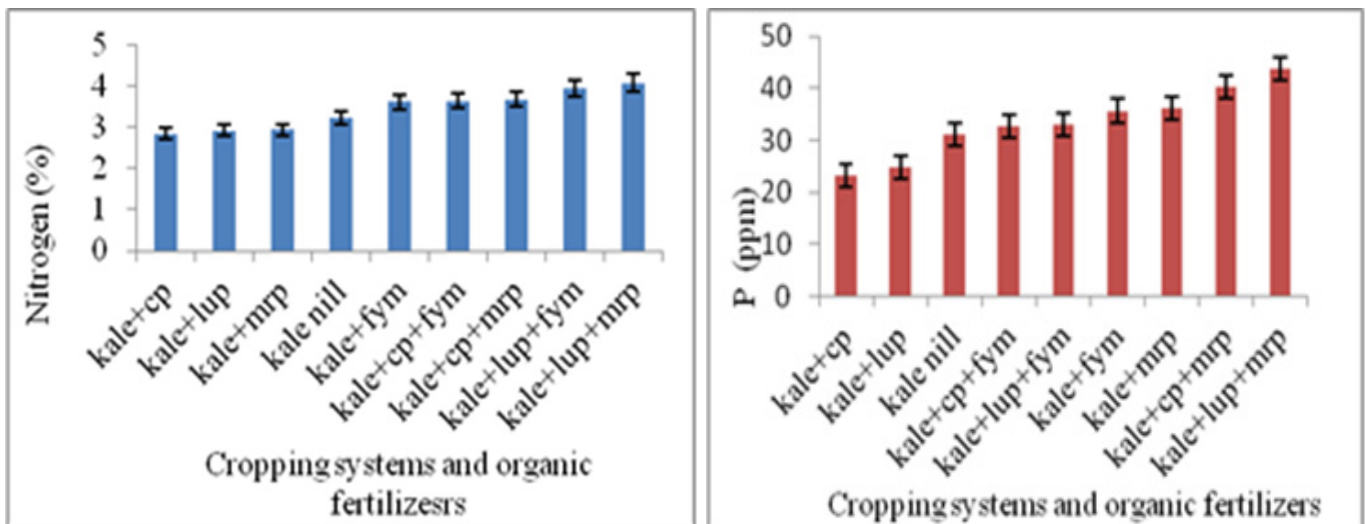 5
4
3
2
1
0
Nitrogen (%)
kale+cp
kale+lup
kale+mrp
kale nill
kale+fym
kale+cp+fym
kale+cp+mrp
kale+lup+fym
kale+lup+mrp
Cropping systems and organic
fertilizesrs
50
40
30
20
10
0
P (ppm)
kale+cp
kale+lup
kale nill
kale+cp+fym
kale+lup+fym
kale+fym
kale+mrp
kale+cp+mrp
kale+lup+mrp
Cropping systems and organic fertilizers